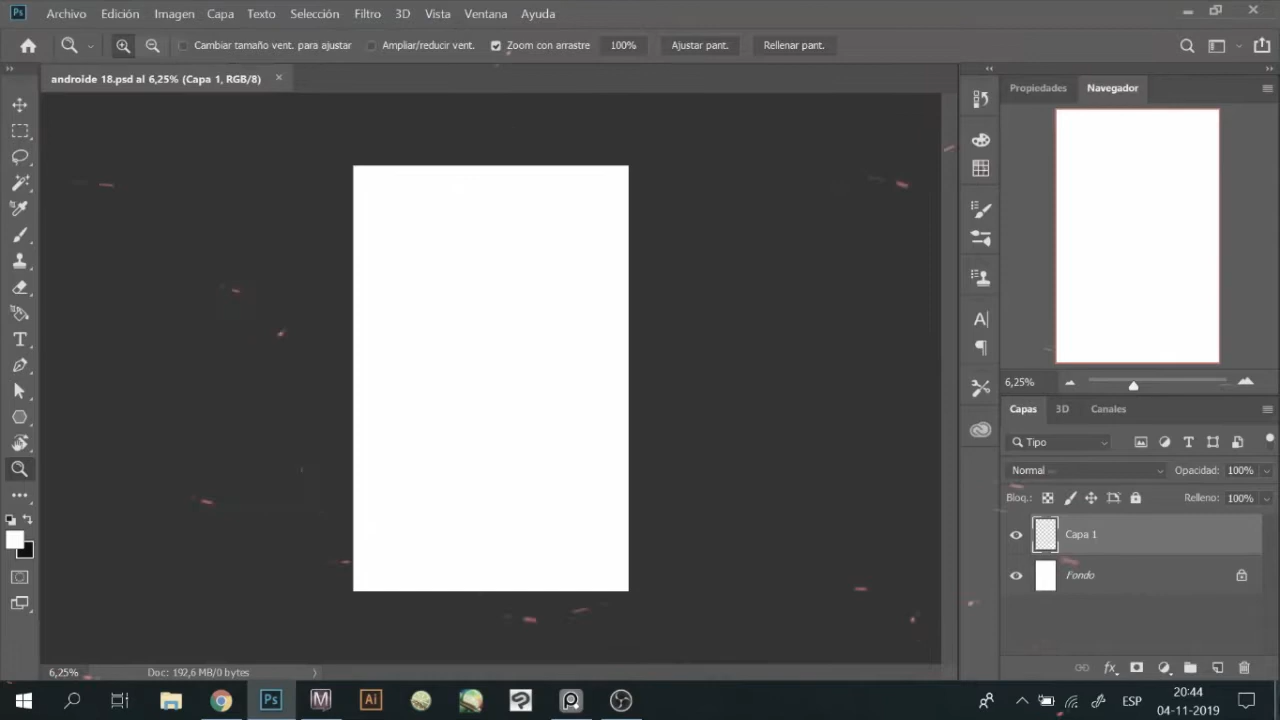 Ps Archivo Edición Imagen Capa Texto Selección Filtro 3D Vista Ventana Ayuda
Cambiar tamaño vent. para ajustar Ampliar/reducir vent. Zoom con arrastre 100% Ajustar pant. Rellenar pant.
androide 18.psd al 6,25% (Capa 1, RGB/8)
Propiedades Navegador
6,25%
Capas 3D Canales
Tipo
Normal Opacidad: 100%
Bloq.: Relleno: 100%
Capa 1
Fondo
6,25% Doc: 192,6 MB/0 bytes
Ps M Ai ESP 20:44
04-11-2019